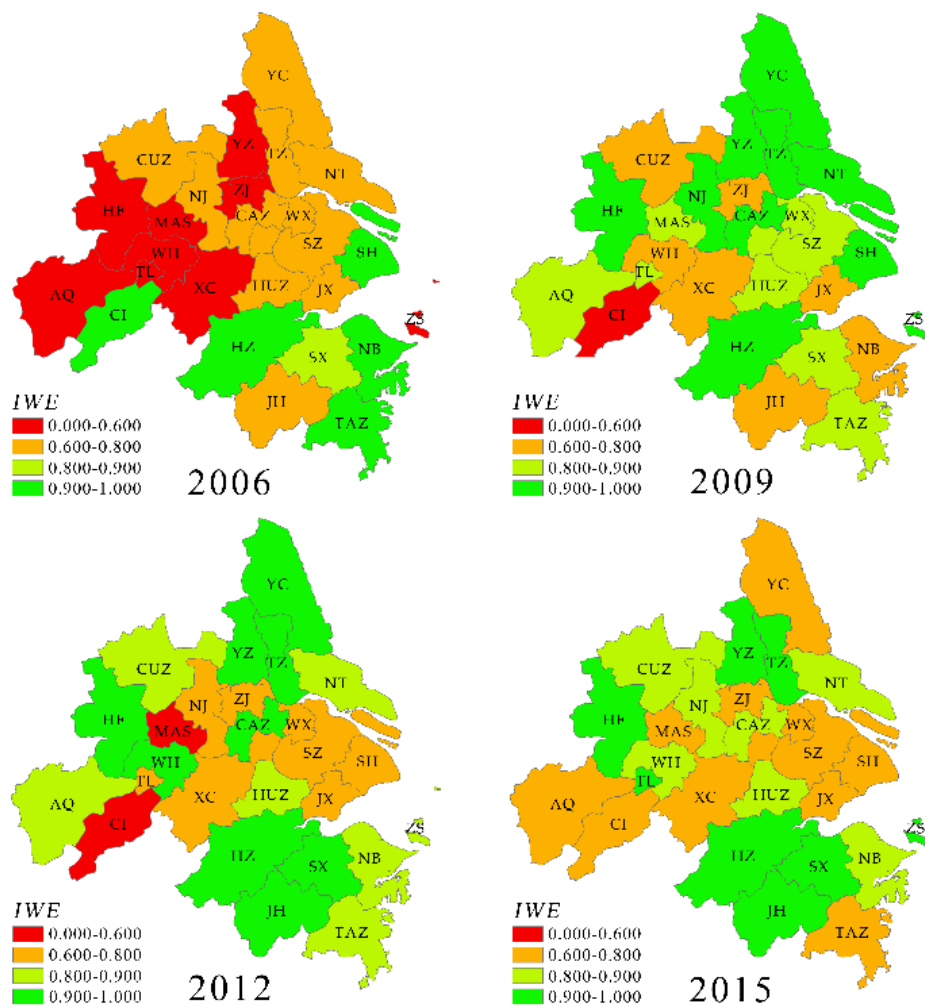 YC
YZ
TZ
CUZ
NT
NJ
ZJ
HF
MAS
CAZ
WX
SZ
WH
SH
TL
AQ
XC
HUZ
JX
CI
ZS
HZ
SX
NB
JH
TAZ
IWE
0.000-0.600
0.600-0.800
0.800-0.900
0.900-1.000
2006
YC
YZ
TZ
CUZ
NT
NJ
ZJ
HF
MAS
CAZ
WX
SZ
WH
SH
TL
AQ
XC
HUZ
JX
CI
ZS
HZ
SX
NB
JH
TAZ
IWE
0.000-0.600
0.600-0.800
0.800-0.900
0.900-1.000
2009
YC
YZ
TZ
CUZ
NT
NJ
ZJ
HF
MAS
CAZ
WX
SZ
WH
SH
TL
AQ
XC
HUZ
JX
CI
ZS
HZ
SX
NB
JH
TAZ
IWE
0.000-0.600
0.600-0.800
0.800-0.900
0.900-1.000
2012
YC
YZ
TZ
CUZ
NT
NJ
ZJ
HF
MAS
CAZ
WX
SZ
WH
SH
TL
AQ
XC
HUZ
JX
CI
ZS
HZ
SX
NB
JH
TAZ
IWE
0.000-0.600
0.600-0.800
0.800-0.900
0.900-1.000
2015